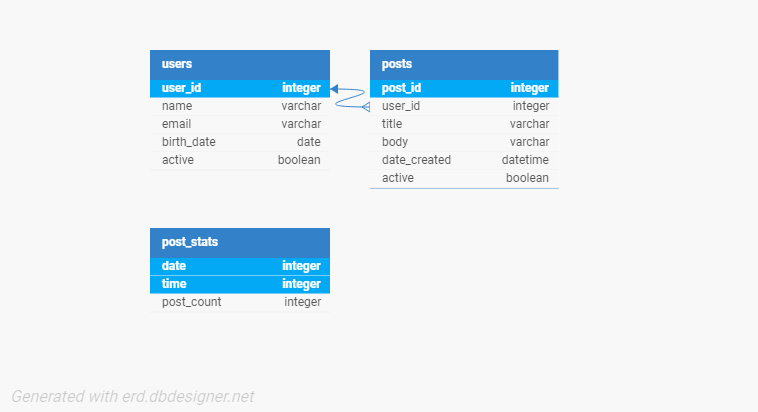 users
user_id integer
name varchar
email varchar
birth_date date
active boolean
posts
post_id integer
user_id integer
title varchar
body varchar
date_created datetime
active boolean
post_stats
date integer
time integer
post_count integer
Generated with erd.dbdesigner.net